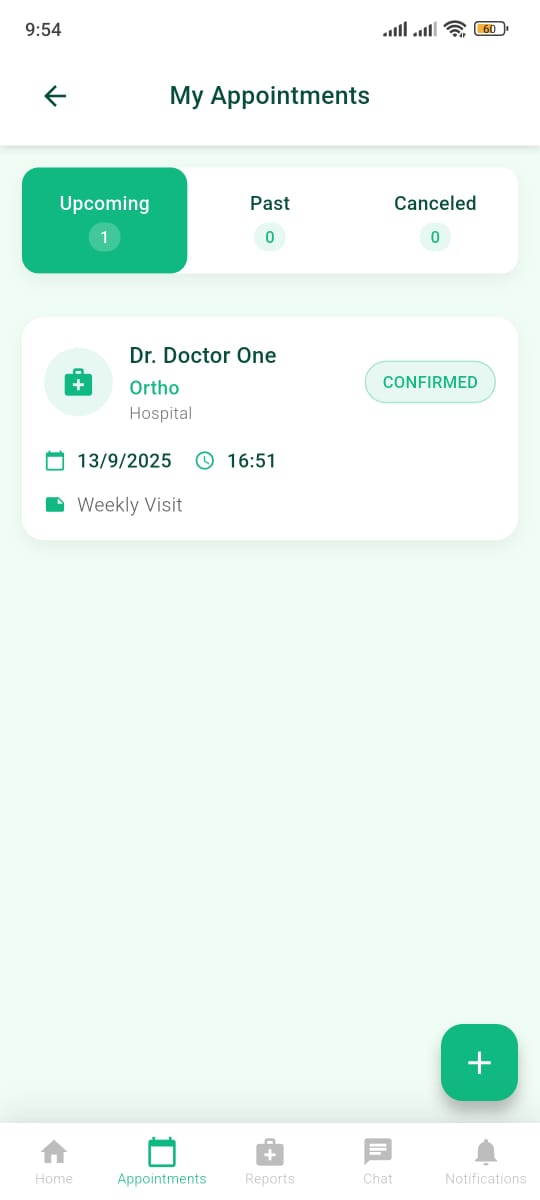 9:54
60
My Appointments
Upcoming
Past
Canceled
1
0
0
Dr. Doctor One
Ortho
Hospital
CONFIRMED
13/9/2025
16:51
Weekly Visit
Home
Appointments
Reports
Chat
Notifications